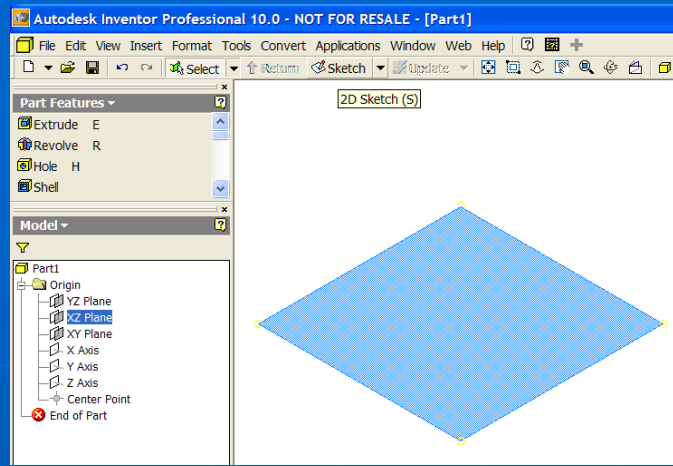 Autodesk Inventor Professional 10.0 - NOT FOR RESALE - [Part1]
File Edit View Insert Format Tools Convert Applications Window Web Help
Select Return Sketch Update
2D Sketch (S)
Part Features
Extrude E
Revolve R
Hole H
Shell
Model
Part1
Origin
YZ Plane
XZ Plane
XY Plane
X Axis
Y Axis
Z Axis
Center Point
End of Part